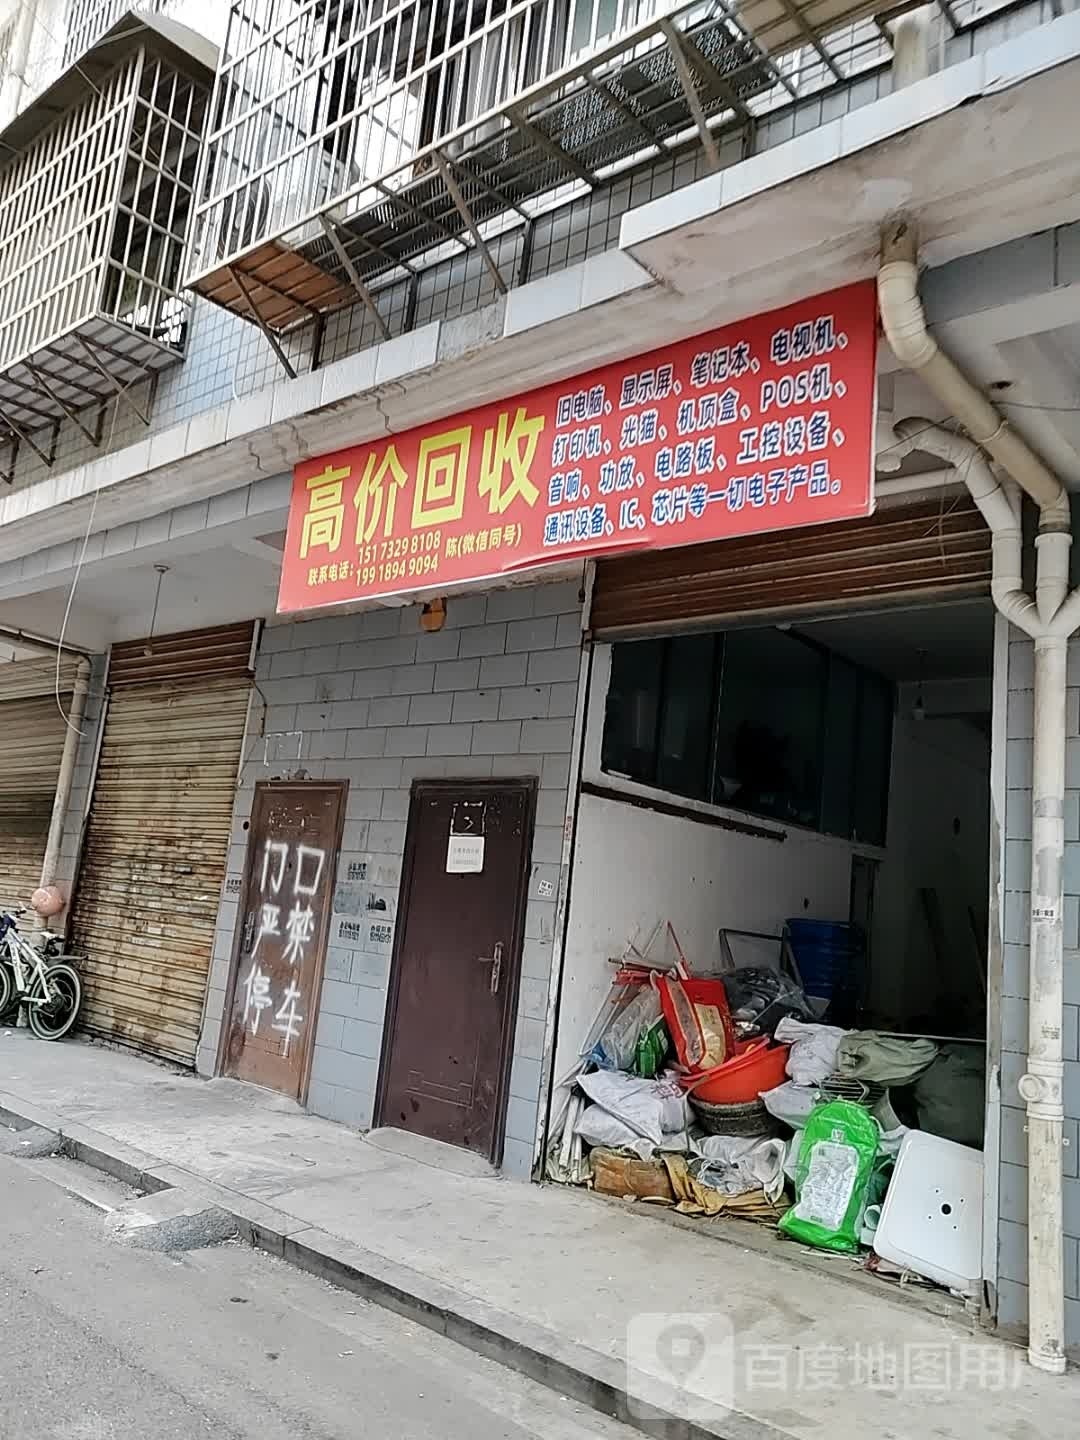 高价回收
联系电话：151 7329 8108
199 1894 9094
陈(微信同号)
旧电脑、显示屏、笔记本、电视机、
打印机、光猫、机顶盒、POS机、
音响、功放、电路板、工控设备、
通讯设备、IC、芯片等一切电子产品。
门口
严禁
停车
百度地图用户